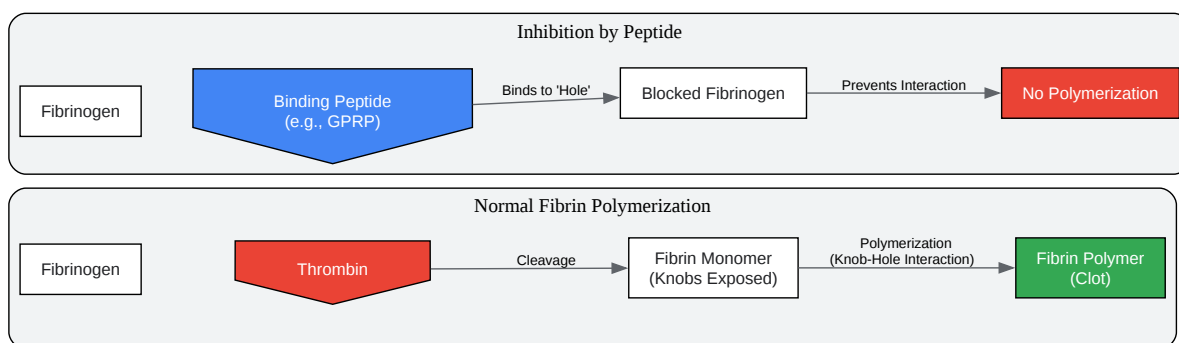 Inhibition by Peptide
Fibrinogen
Binding Peptide
(e.g., GPRP)
Binds to 'Hole'
Blocked Fibrinogen
Prevents Interaction
No Polymerization
Normal Fibrin Polymerization
Fibrinogen
Thrombin
Cleavage
Fibrin Monomer
(Knobs Exposed)
Polymerization
(Knob-Hole Interaction)
Fibrin Polymer
(Clot)